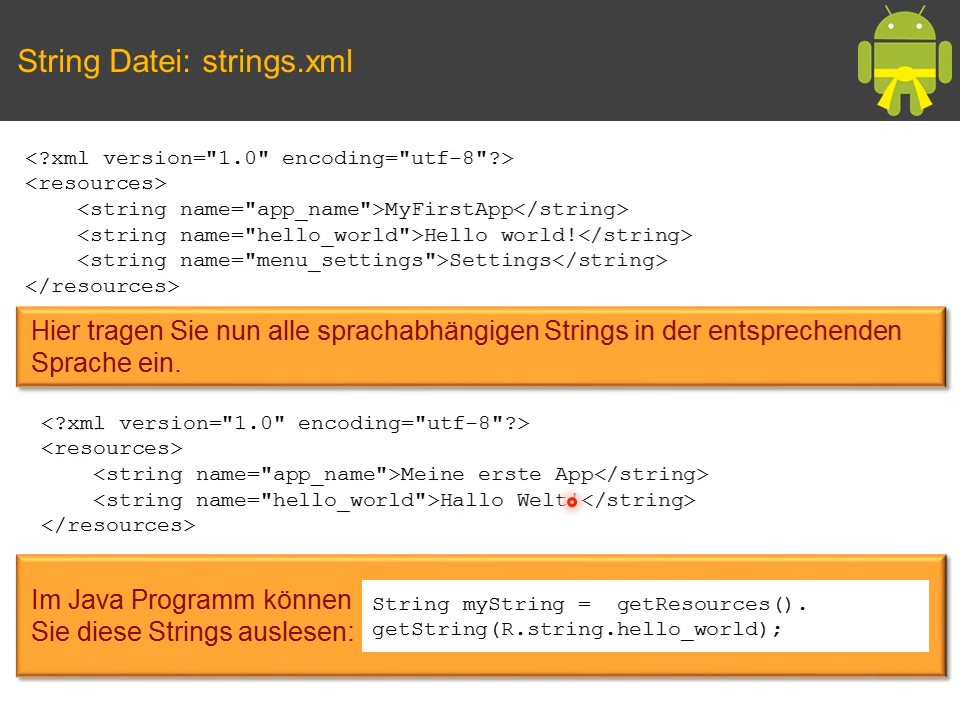 String Datei: strings.xml
<?xml version="1.0" encoding="utf-8"?>
<resources>
    <string name="app_name">MyFirstApp</string>
    <string name="hello_world">Hello world!</string>
    <string name="menu_settings">Settings</string>
</resources>
Hier tragen Sie nun alle sprachabhängigen Strings in der entsprechenden
Sprache ein.
<?xml version="1.0" encoding="utf-8"?>
<resources>
    <string name="app_name">Meine erste App</string>
    <string name="hello_world">Hallo Welt!</string>
</resources>
Im Java Programm können
Sie diese Strings auslesen:
String myString =  getResources().
getString(R.string.hello_world);